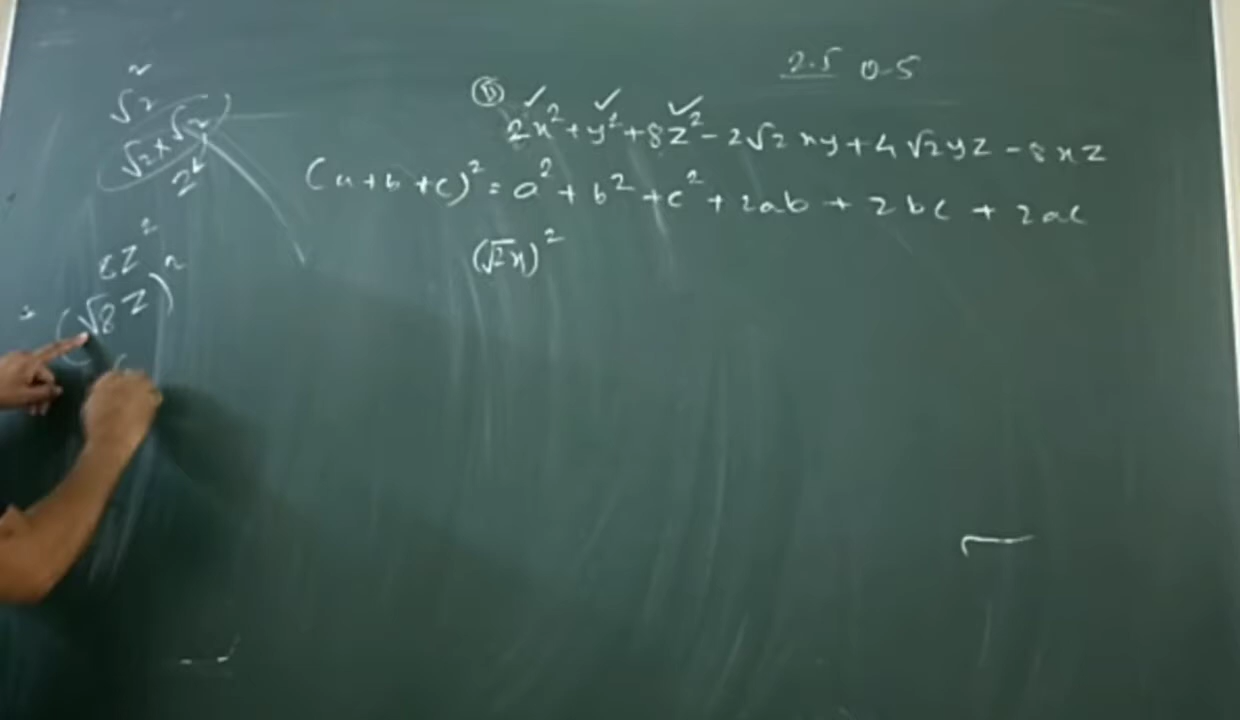 2.5 0.5
2x² + y² + 8z² - 2√2 xy + 4√2 yz - 8xz
(a+b+c)² = a² + b² + c² + 2ab + 2bc + 2ac
(√2x)²
√2
√2 × √2
2
8z²
(√8 z)²